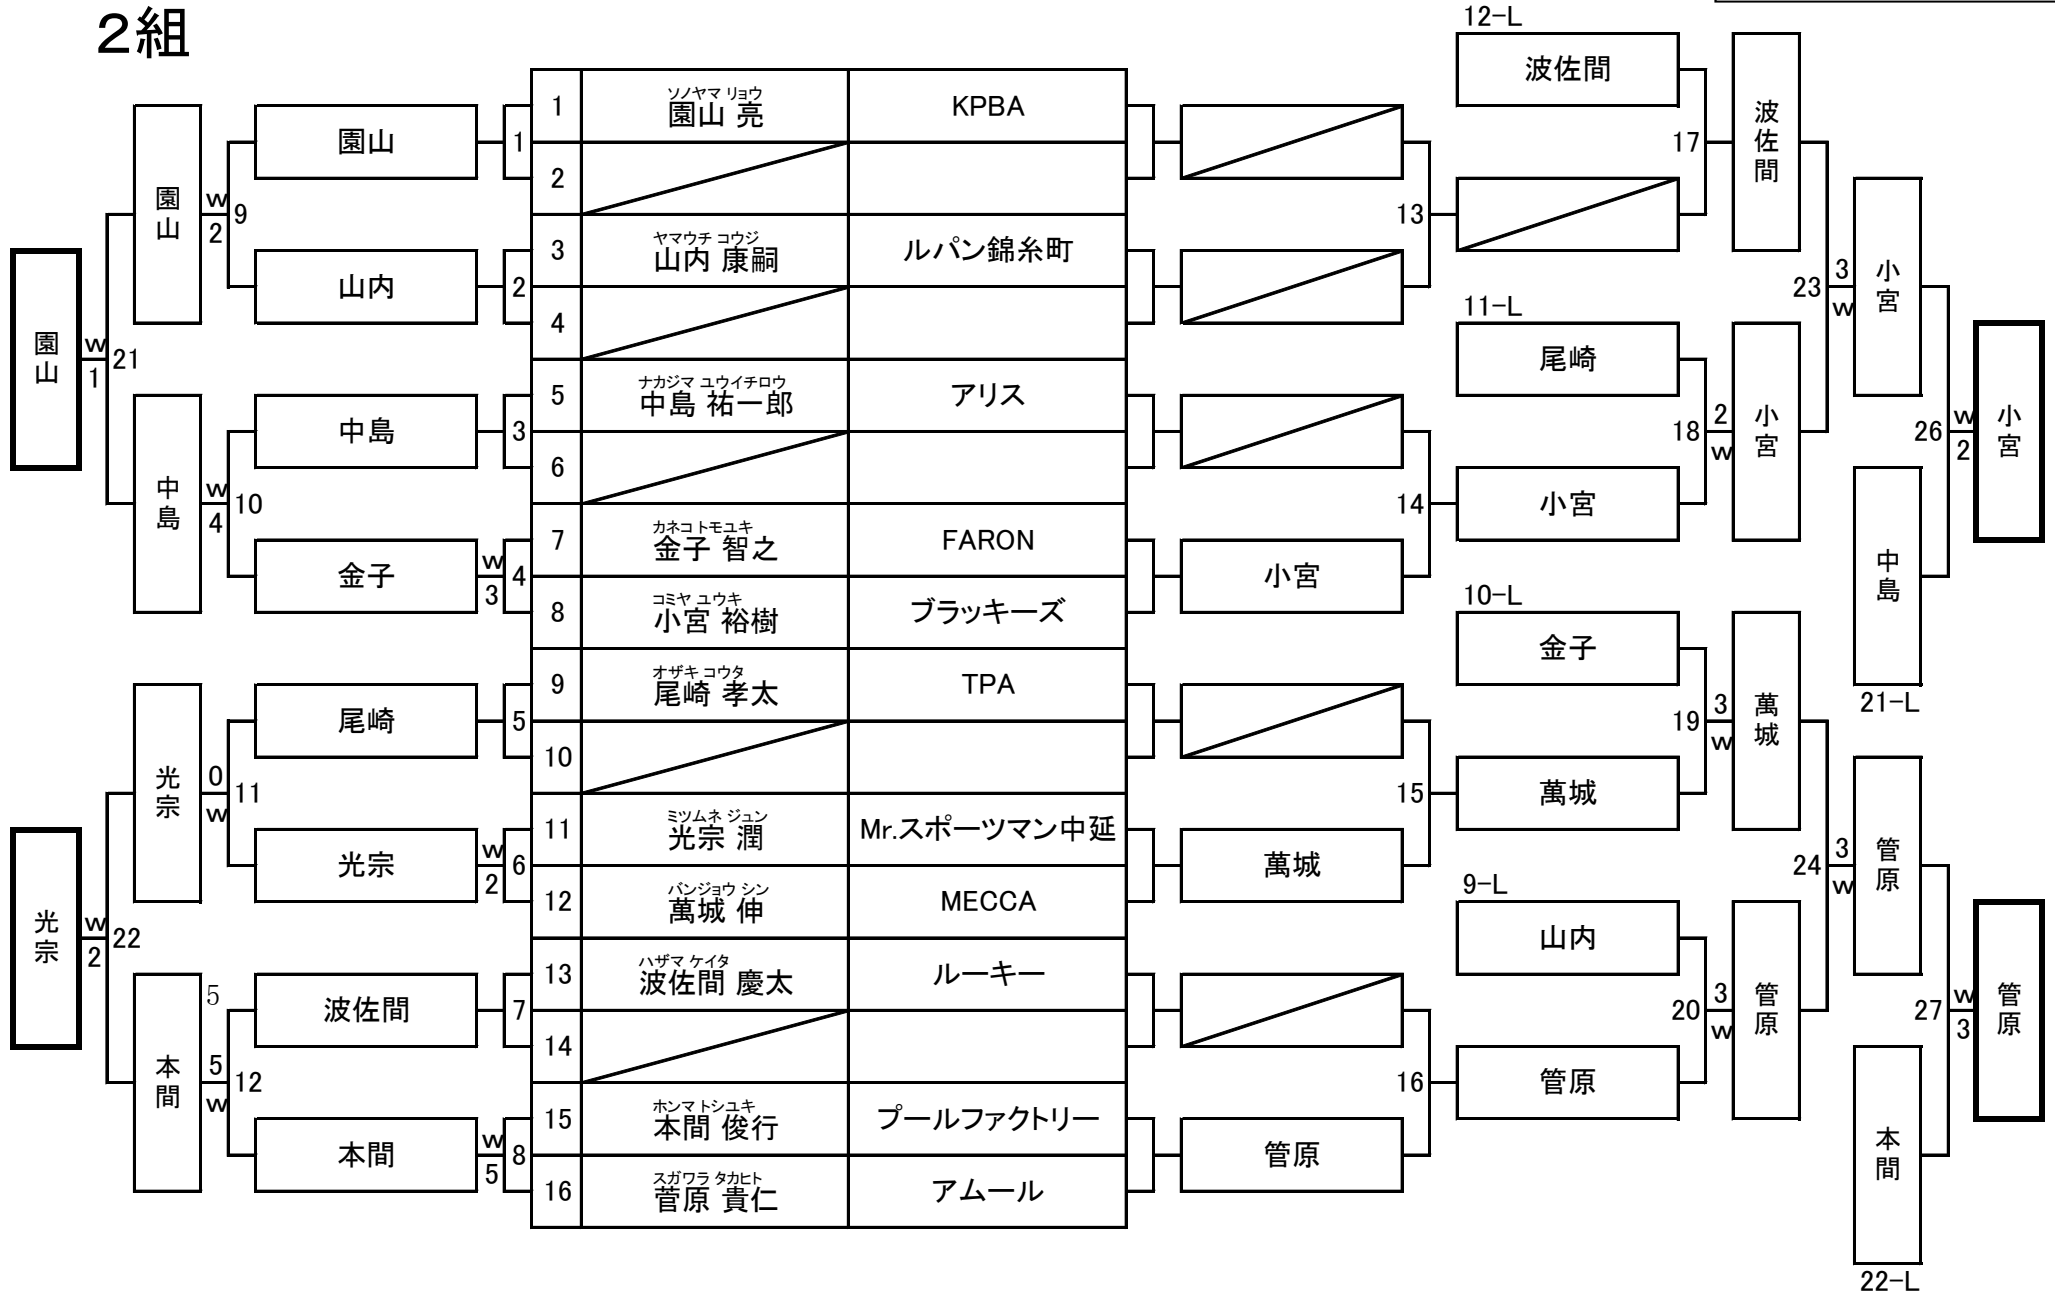 2組
園山
w
1
21
光宗
w
2
22
園山
w
2
9
中島
w
4
10
光宗
0
w
11
本間
5
5
w
12
園山
1
山内
2
中島
3
金子
w
3
4
尾崎
5
光宗
w
2
6
波佐間
7
本間
w
5
8
1 ソノヤマ リョウ
園山 亮 KPBA
2
3 ヤマウチ コウジ
山内 康嗣 ルパン錦糸町
4
5 ナカジマ ユウイチロウ
中島 祐一郎 アリス
6
7 カネコ トモユキ
金子 智之 FARON
8 コミヤ ユウキ
小宮 裕樹 ブラッキーズ
9 オザキ コウタ
尾崎 孝太 TPA
10
11 ミツムネ ジュン
光宗 潤 Mr.スポーツマン中延
12 バンジョウ シン
萬城 伸 MECCA
13 ハザマ ケイタ
波佐間 慶太 ルーキー
14
15 ホンマ トシユキ
本間 俊行 プールファクトリー
16 スガワラ タカヒト
菅原 貴仁 アムール
13
小宮
14
萬城
15
管原
16
12-L
波佐間
17
11-L
尾崎
18
2
w
小宮
10-L
金子
19
3
w
萬城
9-L
山内
20
3
w
管原
波佐間
23
3
w
小宮
萬城
24
3
w
管原
小宮
26
w
2
中島
21-L
管原
27
w
3
本間
22-L
小宮
管原